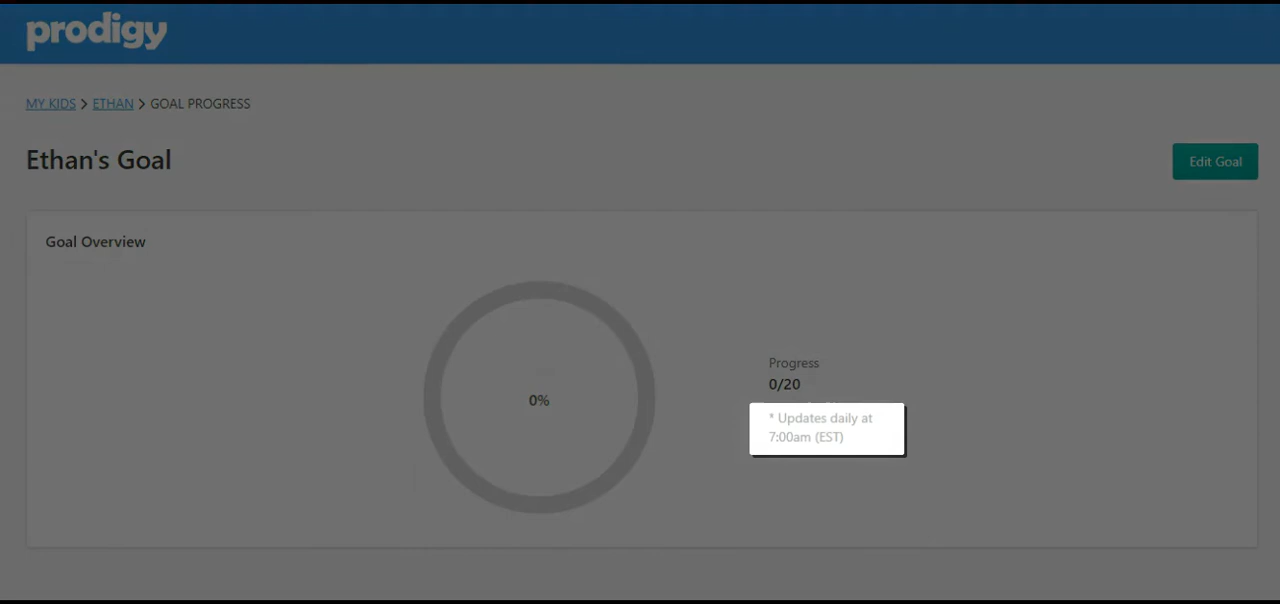 prodigy
MY KIDS > ETHAN > GOAL PROGRESS
Ethan's Goal
Edit Goal
Goal Overview
0%
Progress
0/20
* Updates daily at
7:00am (EST)